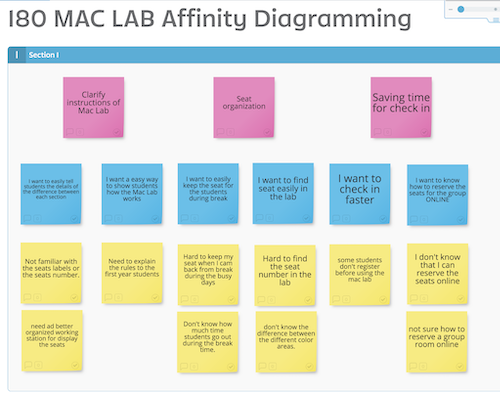 I80 MAC LAB Affinity Diagramming
I
Section I
Clarify
instructions of
Mac Lab
Seat
organization
Saving time
for check in
I want to easily tell
students the details of
the difference between
each section
I want a easy way
to show students
how the Mac Lab
works
I want to easily
keep the seat for
the students
during break
I want to find
seat easily in
the lab
I want to
check in
faster
I want to know
how to reserve the
seats for the group
ONLINE
Not familiar with
the seats labels or
the seats number.
Need to explain
the rules to the
first year students
Hard to keep my
seat when I cam
back from break
during the busy
days
Hard to find
the seat
number in the
lab
some students
don't register
before using the
mac lab
I don't know
that I can
reserve the
seats online
need ad better
organized working
station for display
the seats
Don't know how
much time
students go out
during the break
time.
don't know the
difference between
the different color
areas.
not sure how to
reserve a group
room online